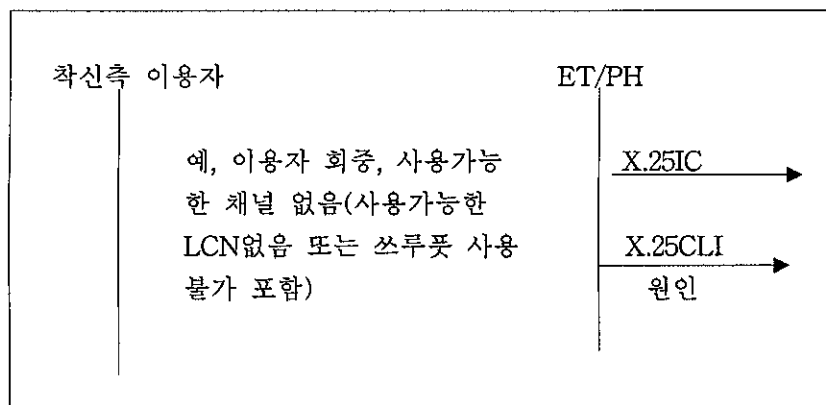 착신측 이용자
ET/PH
예, 이용자 회중, 사용가능
한 채널 없음(사용가능한
LCN없음 또는 쓰루풋 사용
불가 포함)
X.25IC
X.25CLI
원인